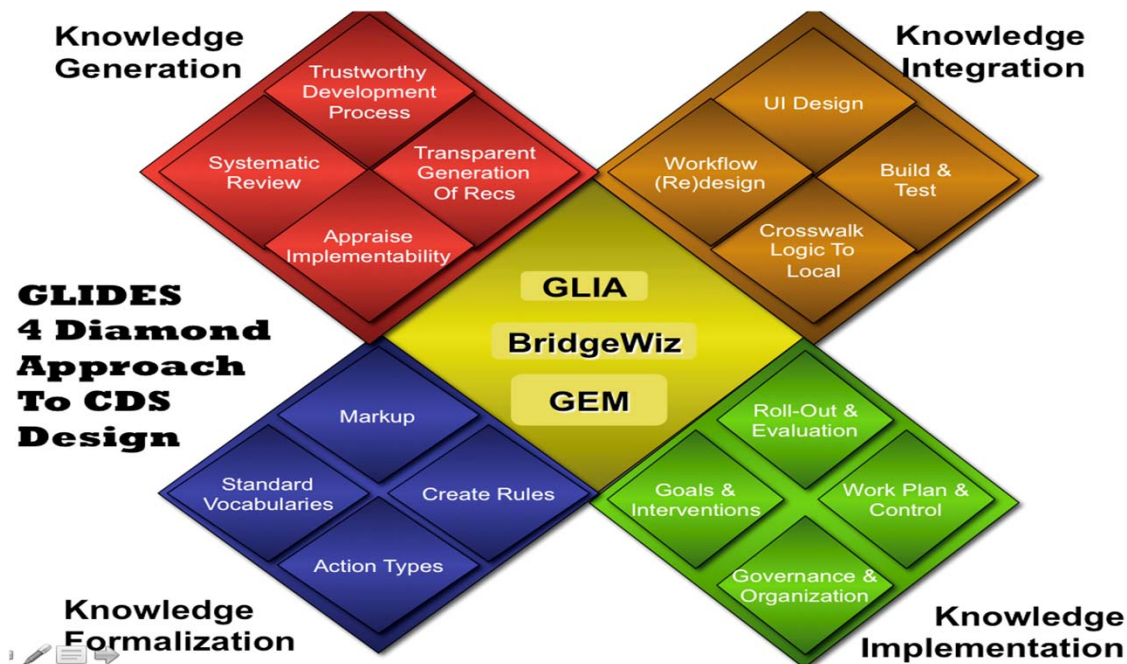 Knowledge
Generation
Trustworthy
Development
Process
Systematic
Review
Transparent
Generation
Of Recs
Appraise
Implementability
Knowledge
Integration
UI Design
Workflow
(Re)design
Build &
Test
Crosswalk
Logic To
Local
GLIDES
4 Diamond
Approach
To CDS
Design
GLIA
BridgeWiz
GEM
Markup
Standard
Vocabularies
Create Rules
Action Types
Knowledge
Formalization
Roll-Out &
Evaluation
Goals &
Interventions
Work Plan &
Control
Governance &
Organization
Knowledge
Implementation